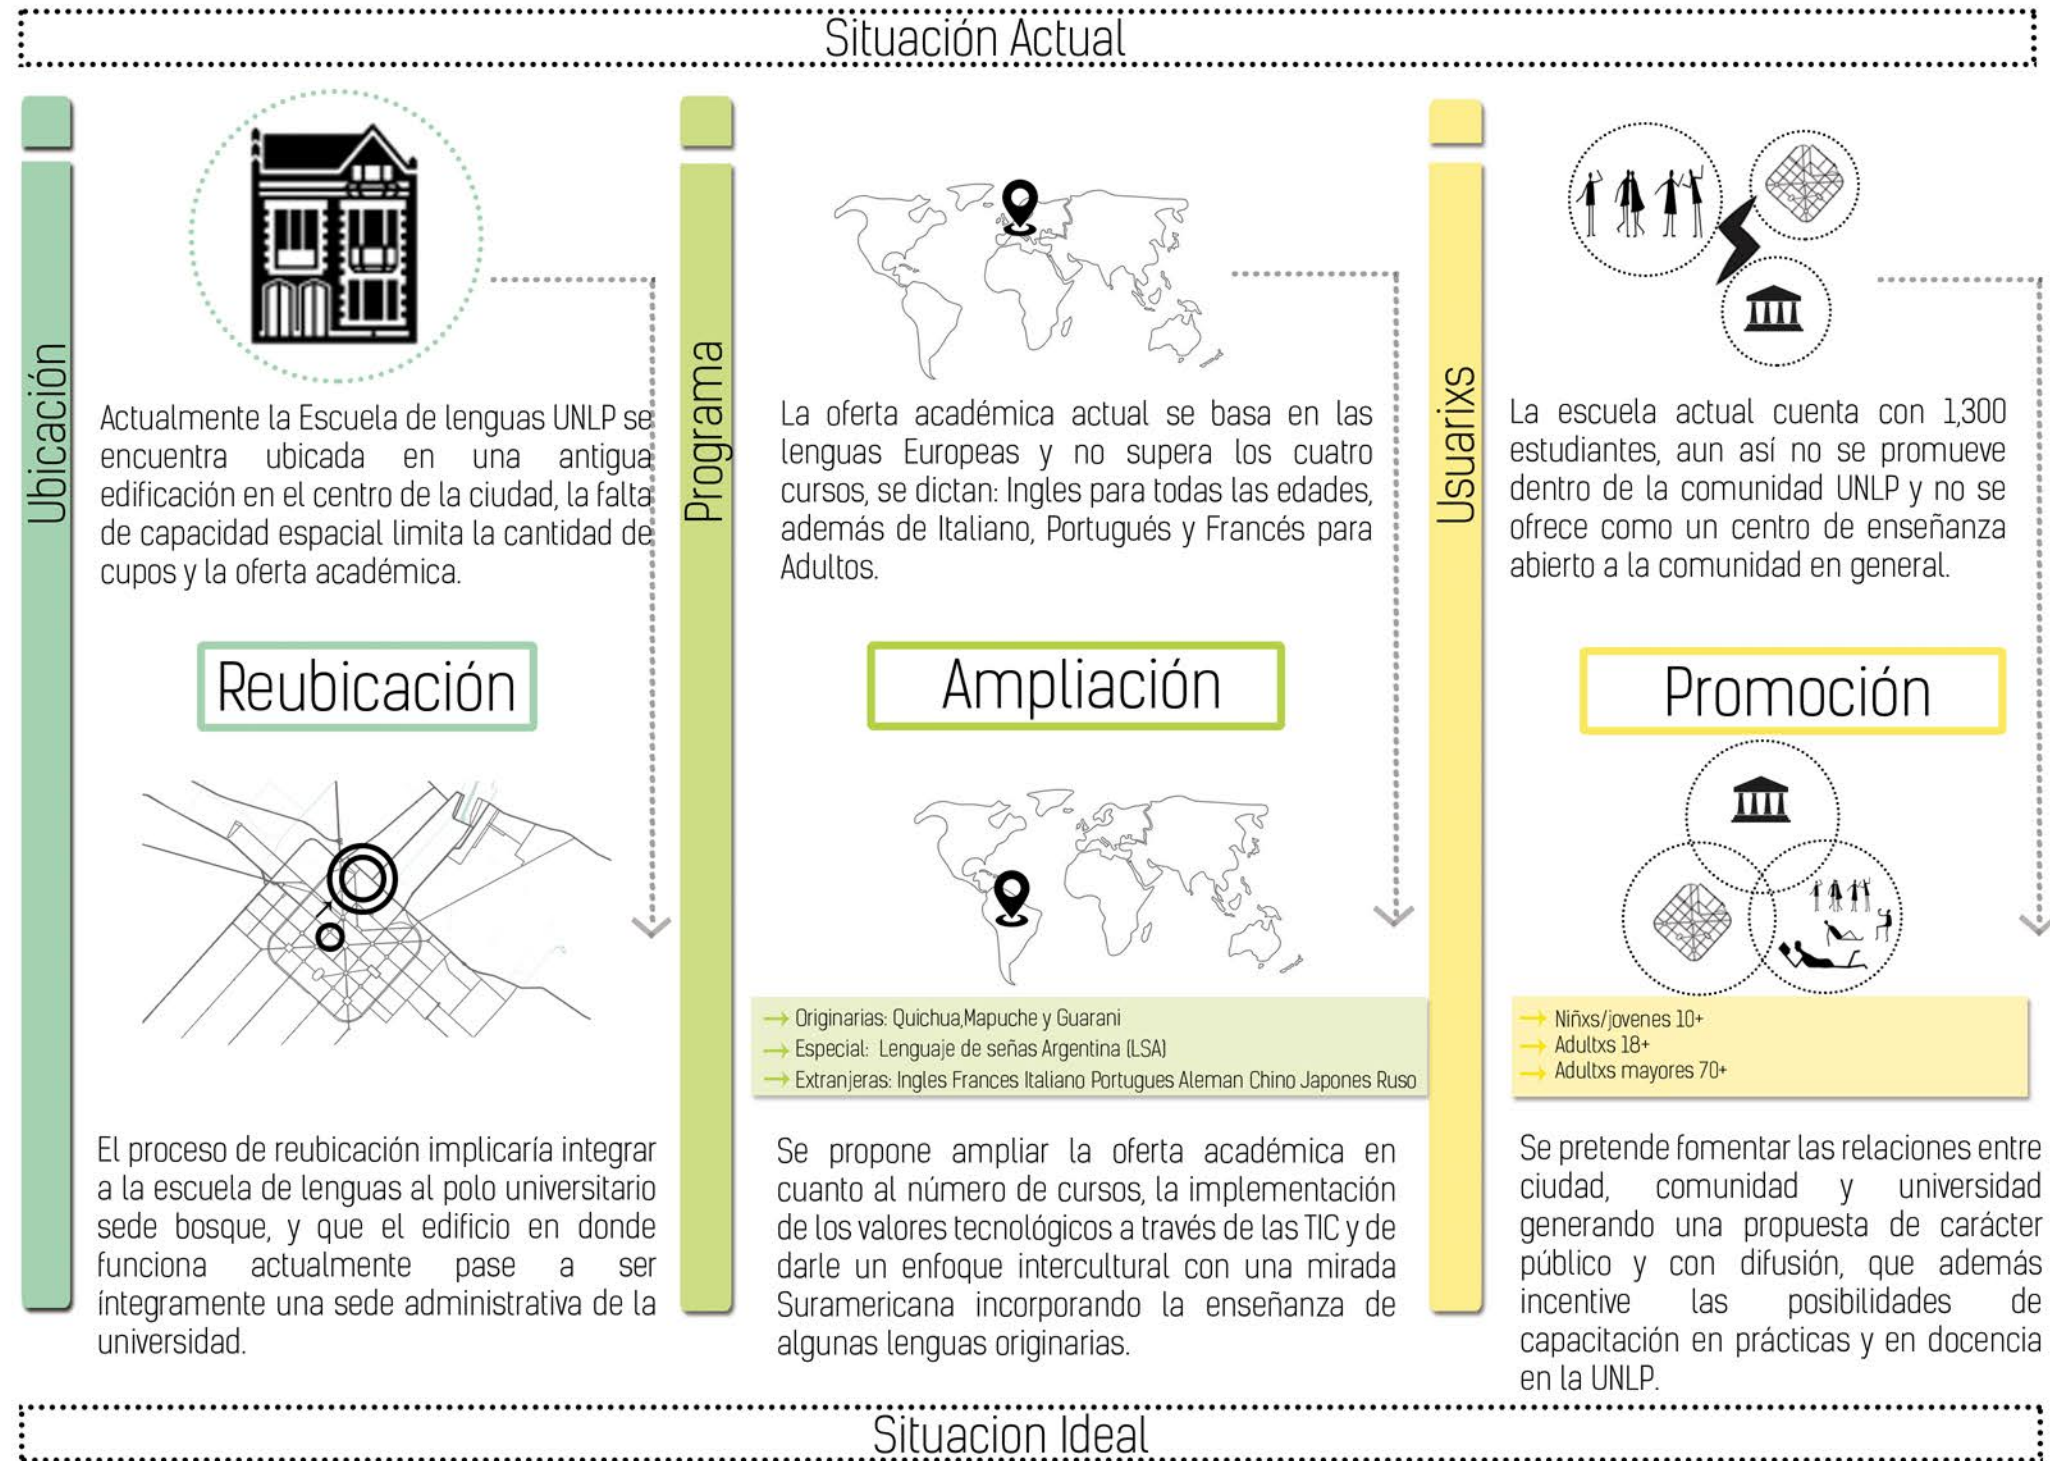 Situación Actual
Ubicación
Actualmente la Escuela de lenguas UNLP se
encuentra ubicada en una antigua
edificación en el centro de la ciudad, la falta
de capacidad espacial limita la cantidad de
cupos y la oferta académica.
Reubicación
El proceso de reubicación implicaría integrar
a la escuela de lenguas al polo universitario
sede bosque, y que el edificio en donde
funciona actualmente pase a ser
íntegramente una sede administrativa de la
universidad.
Programa
La oferta académica actual se basa en las
lenguas Europeas y no supera los cuatro
cursos, se dictan: Ingles para todas las edades,
además de Italiano, Portugués y Francés para
Adultos.
Ampliación
Originarias: Quichua,Mapuche y Guarani
Especial: Lenguaje de señas Argentina (LSA)
Extranjeras: Ingles Frances Italiano Portugues Aleman Chino Japones Ruso
Se propone ampliar la oferta académica en
cuanto al número de cursos, la implementación
de los valores tecnológicos a través de las TIC y de
darle un enfoque intercultural con una mirada
Suramericana incorporando la enseñanza de
algunas lenguas originarias.
Usuarixs
La escuela actual cuenta con 1,300
estudiantes, aun así no se promueve
dentro de la comunidad UNLP y no se
ofrece como un centro de enseñanza
abierto a la comunidad en general.
Promoción
Niñxs/jovenes 10+
Adultxs 18+
Adultxs mayores 70+
Se pretende fomentar las relaciones entre
ciudad, comunidad y universidad
generando una propuesta de carácter
público y con difusión, que además
incentive las posibilidades de
capacitación en prácticas y en docencia
en la UNLP.
Situacion Ideal